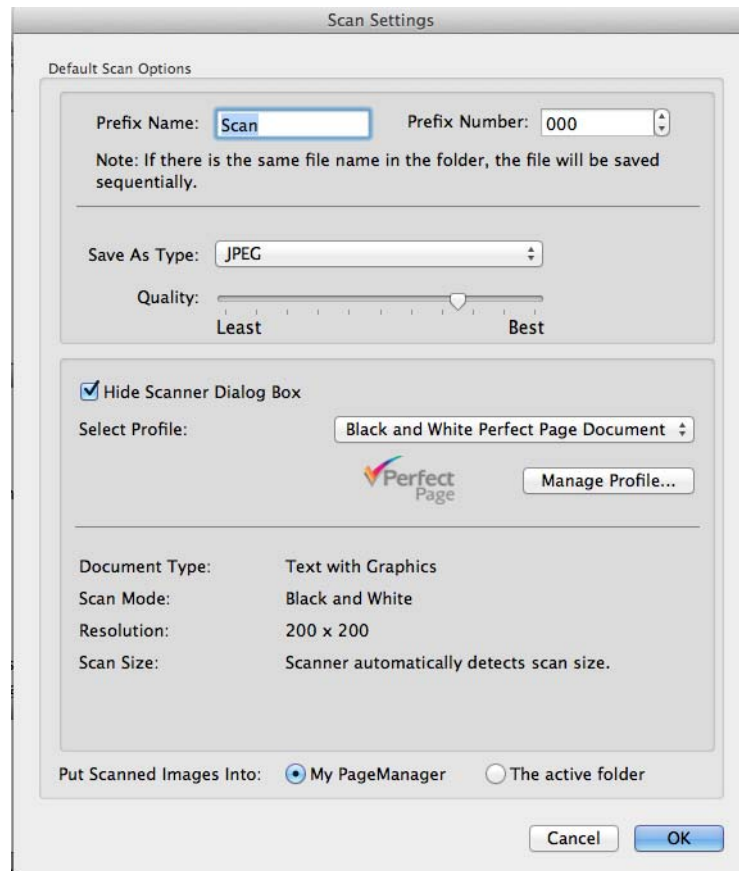 Scan Settings
Default Scan Options
Prefix Name: Scan Prefix Number: 000
Note: If there is the same file name in the folder, the file will be saved
sequentially.
Save As Type: JPEG
Quality:
Least Best
Hide Scanner Dialog Box
Select Profile: Black and White Perfect Page Document
Perfect
Page
Manage Profile...
Document Type: Text with Graphics
Scan Mode: Black and White
Resolution: 200 x 200
Scan Size: Scanner automatically detects scan size.
Put Scanned Images Into: My PageManager The active folder
Cancel OK